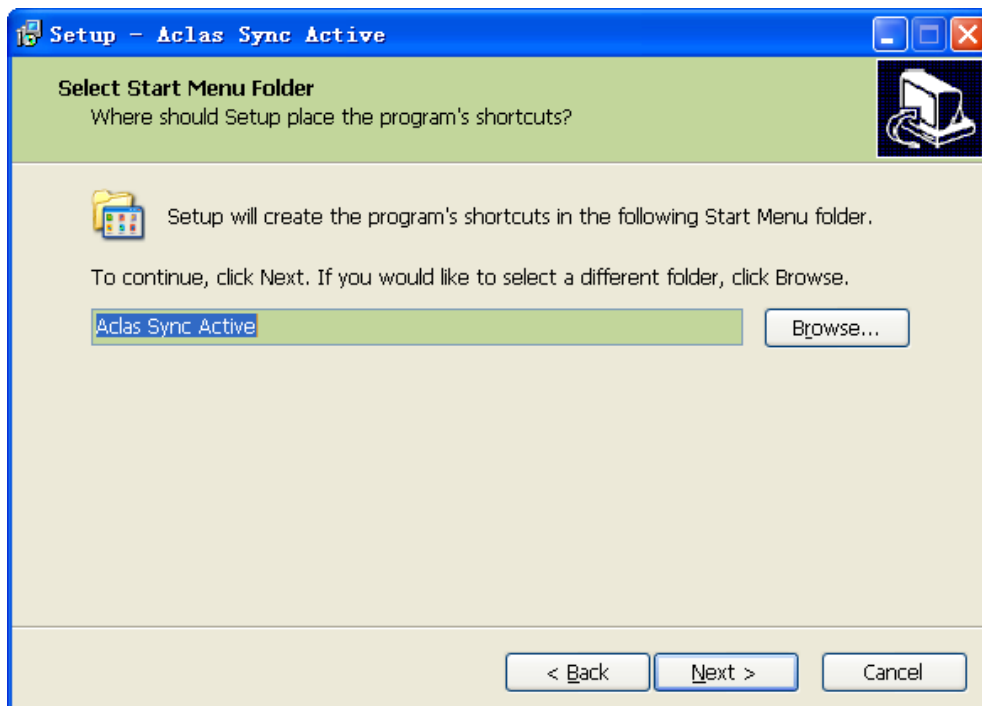 Setup - Aclas Sync Active
Select Start Menu Folder
Where should Setup place the program's shortcuts?
Setup will create the program's shortcuts in the following Start Menu folder.
To continue, click Next. If you would like to select a different folder, click Browse.
Aclas Sync Active
Browse...
< Back
Next >
Cancel